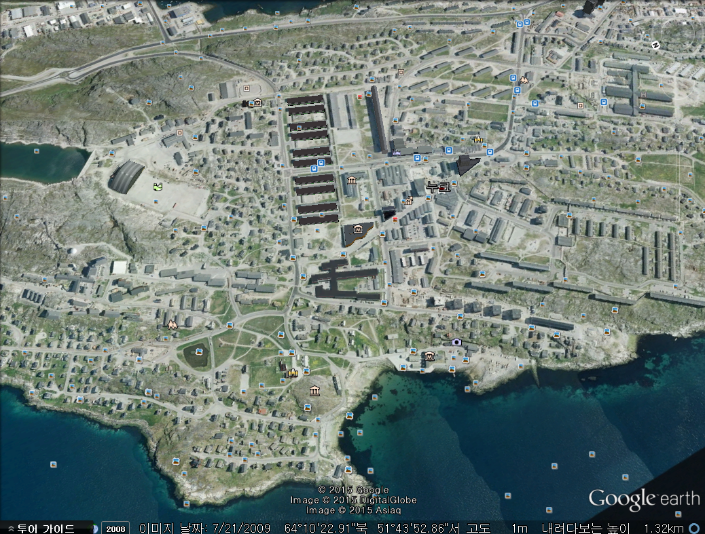 누크
© 2015 Google
Image © 2015 DigitalGlobe
Image © 2015 Asiaq
Google earth
투어 가이드
2008
이미지 날짜: 7/21/2009 64°10'22.91"북 51°43'52.86"서 고도 1m 내려다보는 높이 1.32km